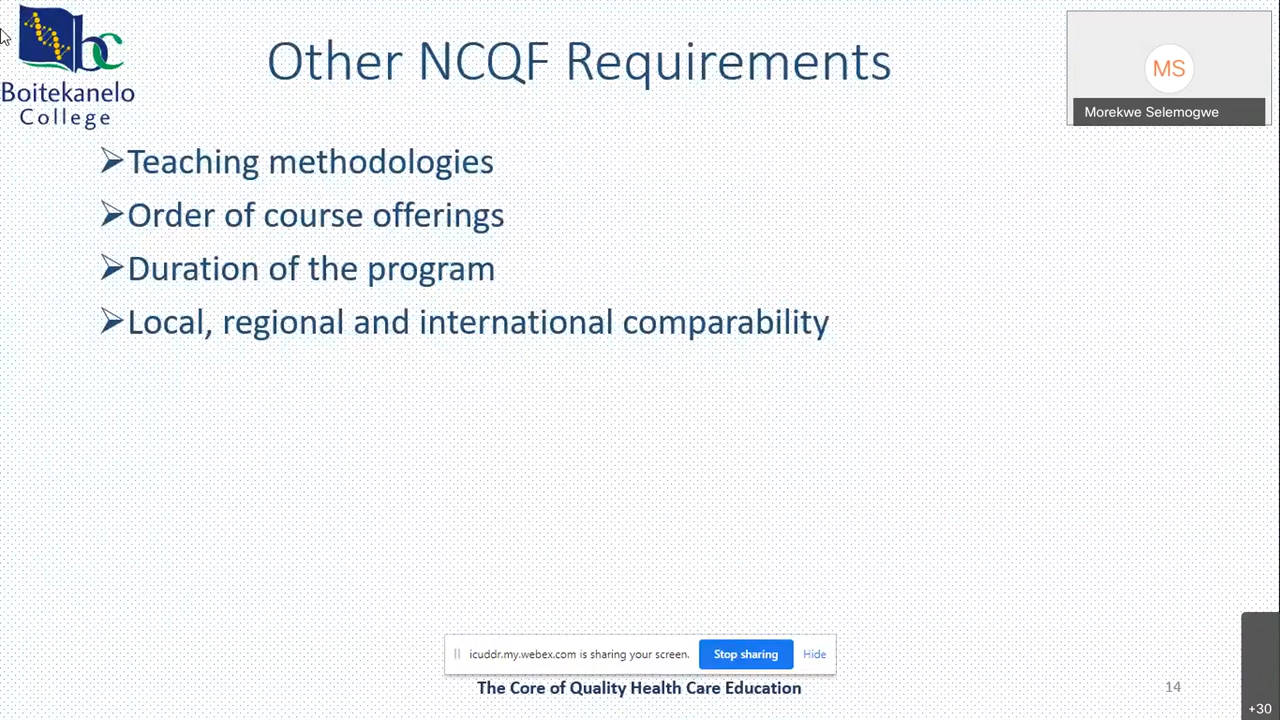 bc
Boitekanelo
College
Other NCQF Requirements
MS
Morekwe Selemogwe
➢Teaching methodologies
➢Order of course offerings
➢Duration of the program
➢Local, regional and international comparability
icuddr.my.webex.com is sharing your screen.
Stop sharing
Hide
The Core of Quality Health Care Education
14
+30